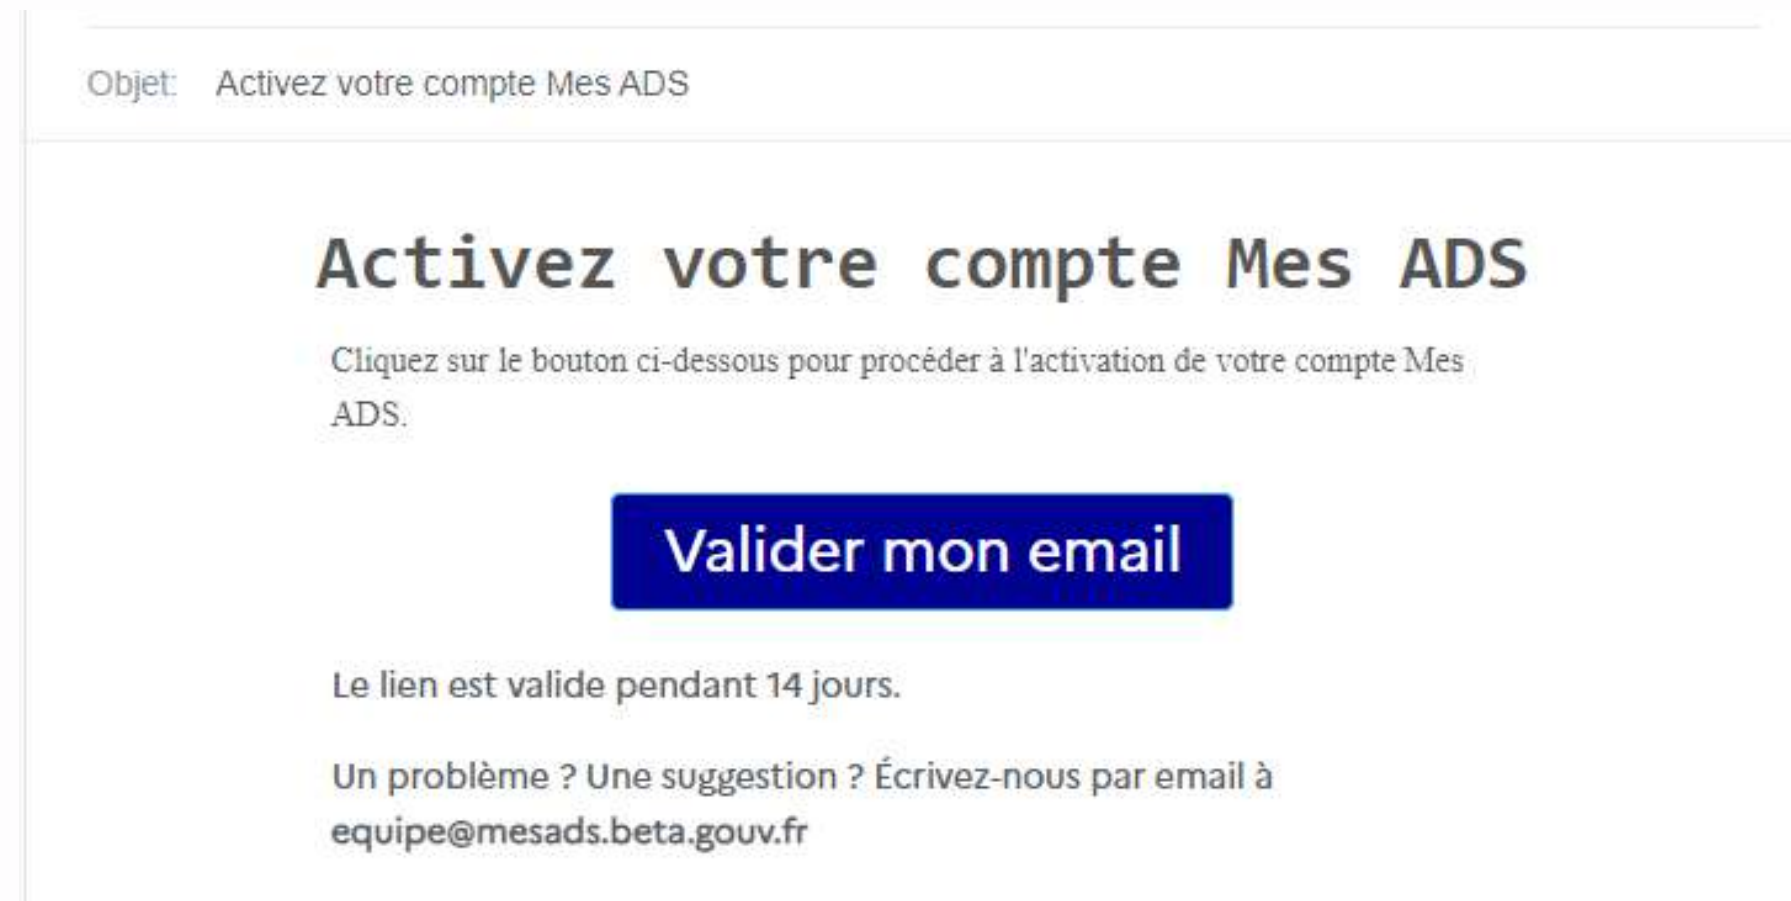 Objet: Activez votre compte Mes ADS
Activez votre compte Mes ADS
Cliquez sur le bouton ci-dessous pour procéder à l'activation de votre compte Mes
ADS.
Valider mon email
Le lien est valide pendant 14 jours.
Un problème ? Une suggestion ? Écrivez-nous par email à
equipe@mesads.beta.gouv.fr